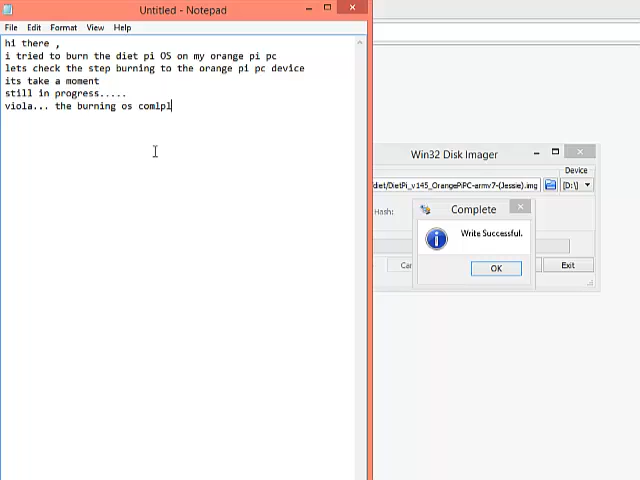 Untitled - Notepad
File Edit Format View Help
hi there ,
i tried to burn the diet pi OS on my orange pi pc
lets check the step burning to the orange pi pc device
its take a moment
still in progress.....
viola... the burning os comlpl
Win32 Disk Imager
Device
diet/DietPi_v145_OrangePiPC-armv7-(Jessie).img [D:\]
Hash:
Complete
Write Successful.
OK
Exit